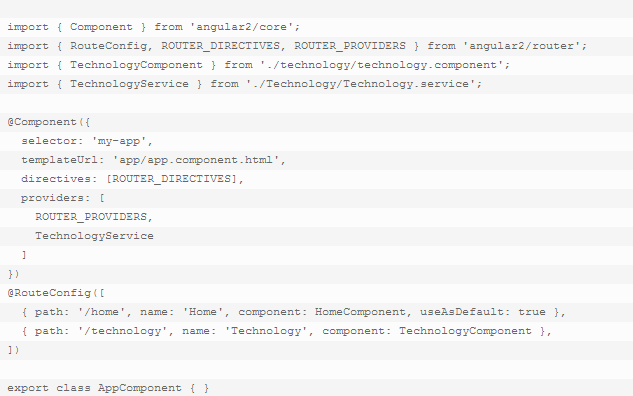 import { Component } from 'angular2/core';
import { RouteConfig, ROUTER_DIRECTIVES, ROUTER_PROVIDERS } from 'angular2/router';
import { TechnologyComponent } from './technology/technology.component';
import { TechnologyService } from './Technology/Technology.service';

@Component({
  selector: 'my-app',
  templateUrl: 'app/app.component.html',
  directives: [ROUTER_DIRECTIVES],
  providers: [
    ROUTER_PROVIDERS,
    TechnologyService
  ]
})
@RouteConfig([
  { path: '/home', name: 'Home', component: HomeComponent, useAsDefault: true },
  { path: '/technology', name: 'Technology', component: TechnologyComponent },
])

export class AppComponent { }